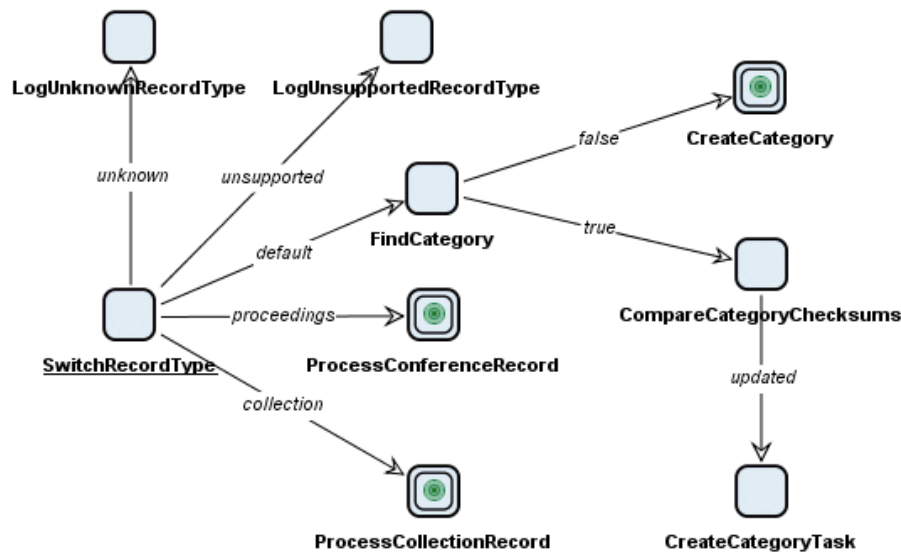 LogUnknownRecordType
LogUnsupportedRecordType
CreateCategory
false
unknown
unsupported
FindCategory
true
default
CompareCategoryChecksums
proceedings
SwitchRecordType
ProcessConferenceRecord
updated
collection
ProcessCollectionRecord
CreateCategoryTask